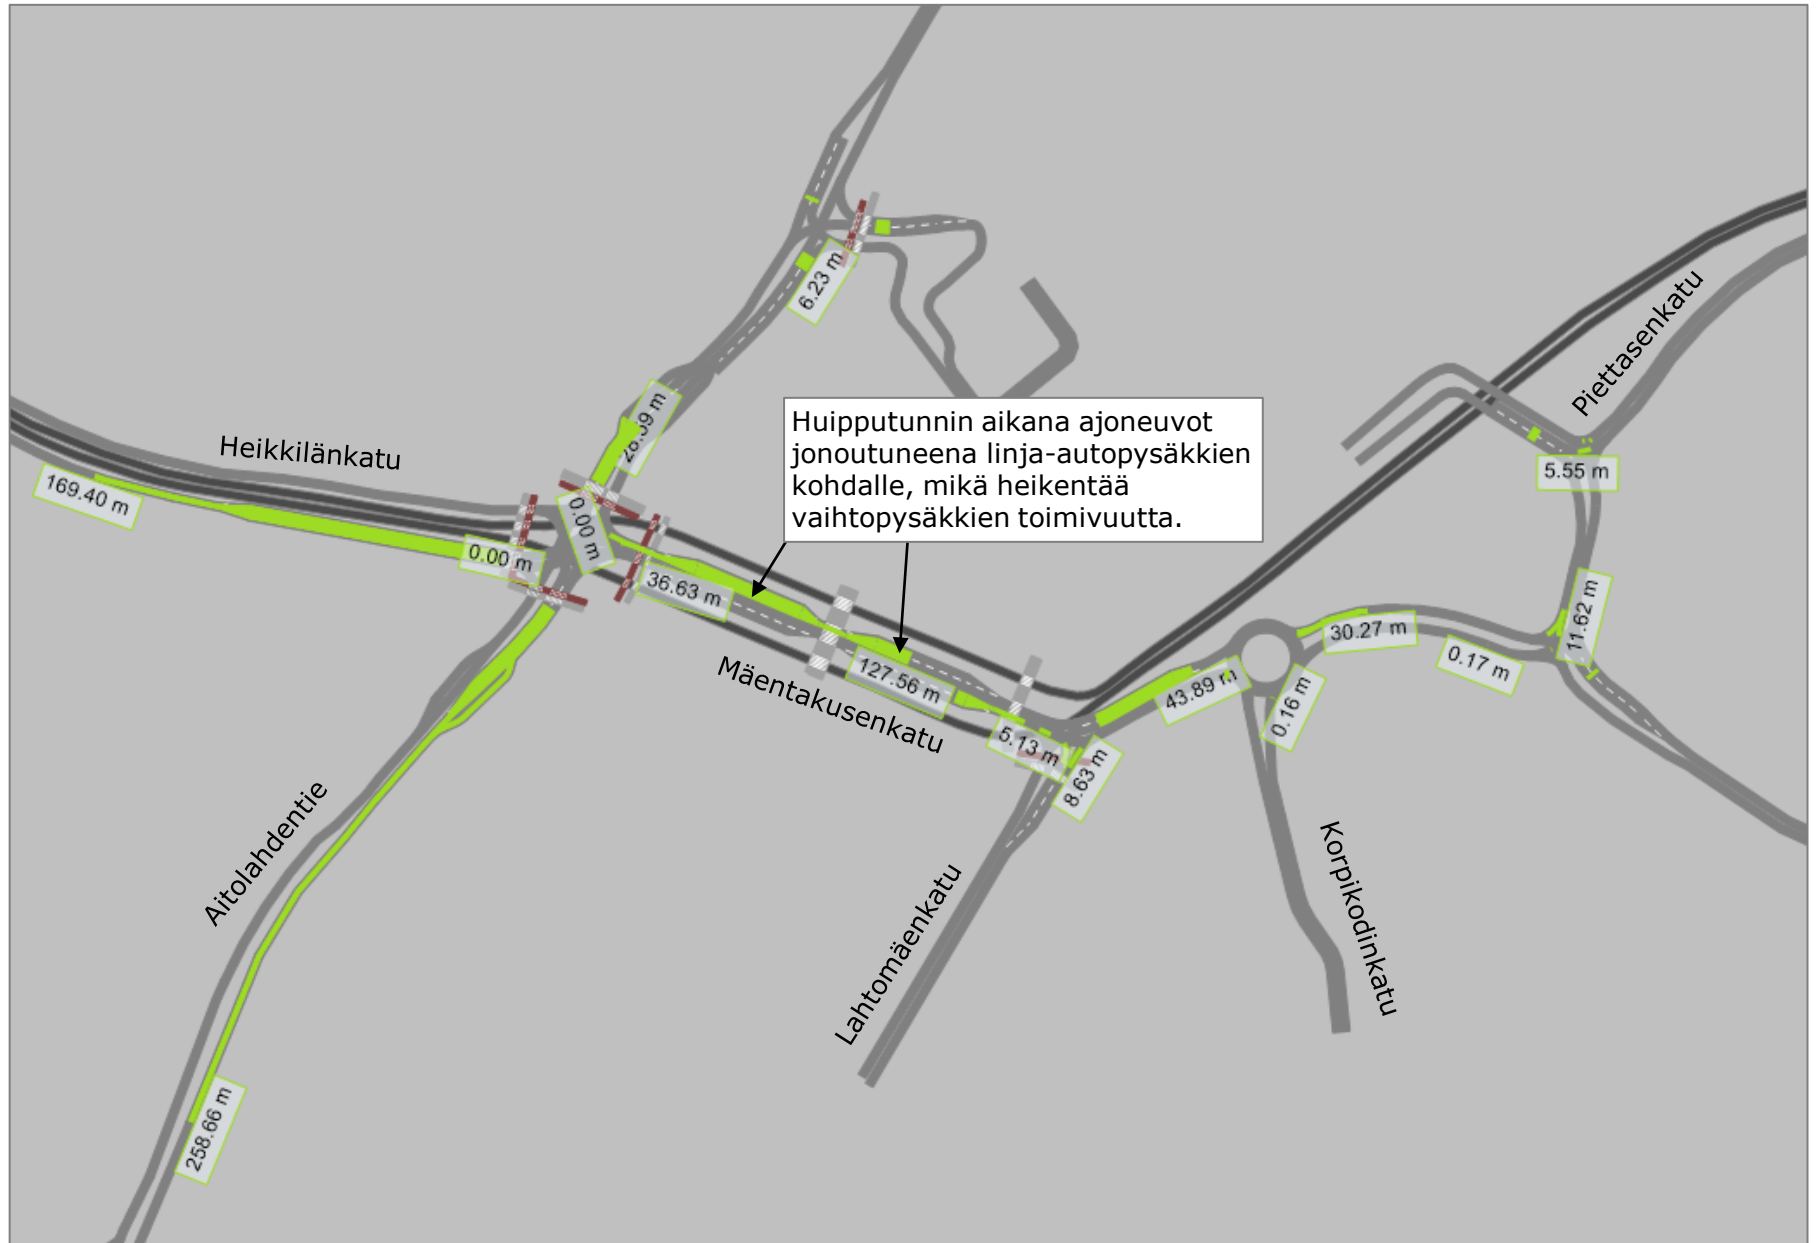 6.23 m
Piettasenkatu
Huipputunnin aikana ajoneuvot
jonoutuneena linja-autopysäkkien
kohdalle, mikä heikentää
vaihtopysäkkien toimivuutta.
Heikkilänkatu
169.40 m
0.00 m
0.00 m
5.55 m
36.63 m
127.56 m
Mäentakusenkatu
5.13 m
8.63 m
43.89 m
0.16 m
30.27 m
0.17 m
11.62 m
Aitolahdentie
258.66 m
Lahtomäenkatu
Korpikodinkatu